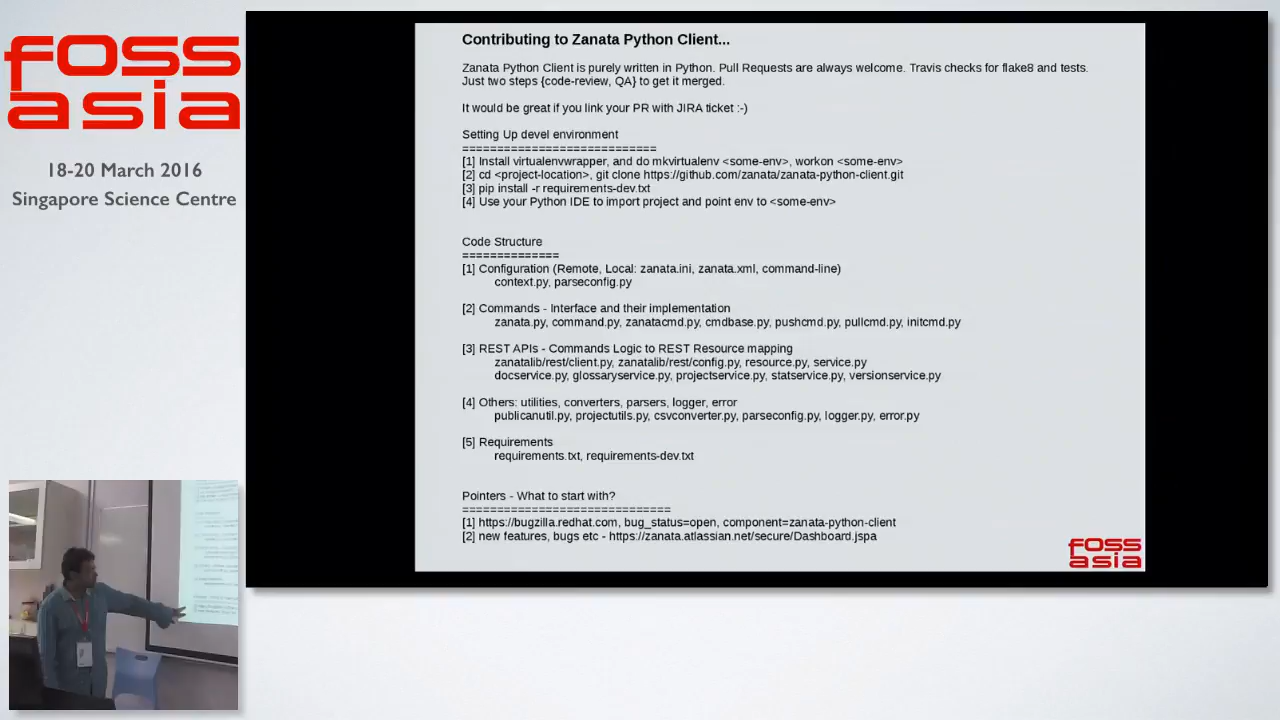 foss
asia
18-20 March 2016
Singapore Science Centre
Contributing to Zanata Python Client...
Zanata Python Client is purely written in Python. Pull Requests are always welcome. Travis checks for flake8 and tests.
Just two steps {code-review, QA} to get it merged.
It would be great if you link your PR with JIRA ticket :-)
Setting Up devel environment
============================
[1] Install virtualenvwrapper, and do mkvirtualenv <some-env>, workon <some-env>
[2] cd <project-location>, git clone https://github.com/zanata/zanata-python-client.git
[3] pip install -r requirements-dev.txt
[4] Use your Python IDE to import project and point env to <some-env>
Code Structure
==============
[1] Configuration (Remote, Local: zanata.ini, zanata.xml, command-line)
context.py, parseconfig.py
[2] Commands - Interface and their implementation
zanata.py, command.py, zanatacmd.py, cmdbase.py, pushcmd.py, pullcmd.py, initcmd.py
[3] REST APIs - Commands Logic to REST Resource mapping
zanatalib/rest/client.py, zanatalib/rest/config.py, resource.py, service.py
docservice.py, glossaryservice.py, projectservice.py, statservice.py, versionservice.py
[4] Others: utilities, converters, parsers, logger, error
publicanutil.py, projectutils.py, csvconverter.py, parseconfig.py, logger.py, error.py
[5] Requirements
requirements.txt, requirements-dev.txt
Pointers - What to start with?
==============================
[1] https://bugzilla.redhat.com, bug_status=open, component=zanata-python-client
[2] new features, bugs etc - https://zanata.atlassian.net/secure/Dashboard.jspa
foss
asia